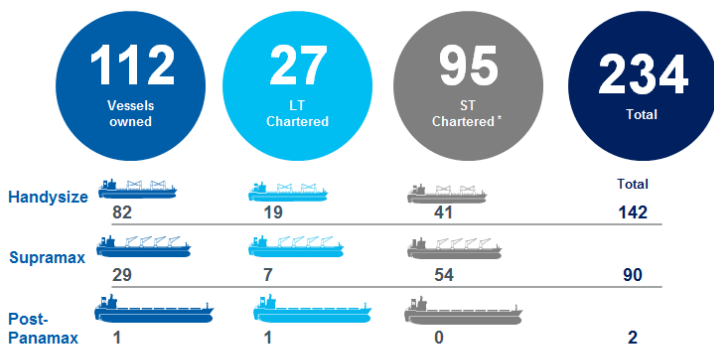 112
Vessels
owned
27
LT
Chartered
95
ST
Chartered *
234
Total
Total
Handysize
82
19
41
142
Supramax
29
7
54
90
Post-
Panamax
1
1
0
2